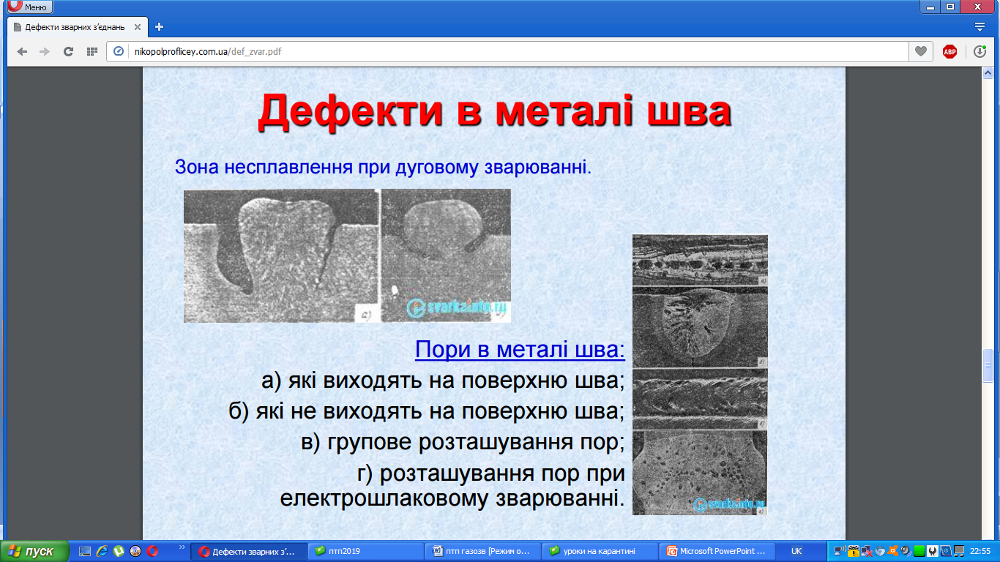 Меню
Дефекти зварних з’єднань
nikopolproflicey.com.ua/def_zvar.pdf
ABP
Дефекти в металі шва
Зона несплавлення при дуговому зварюванні.
а)
svarkainfo.ru
Пори в металі шва:
а) які виходять на поверхню шва;
б) які не виходять на поверхню шва;
в) групове розташування пор;
г) розташування пор при
електрошлаковому зварюванні.
svarkainfo.ru
пуск
Дефекти зварних з’...
птп2019
птп газозв [Режим о...
уроки на карантині
Microsoft PowerPoint ...
UK
22:55